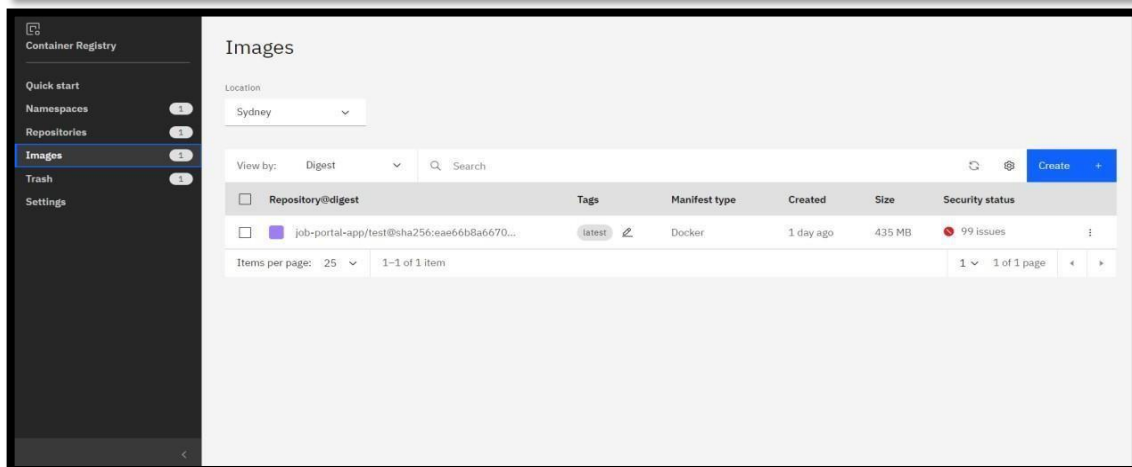 Container Registry
Quick start
Namespaces 1
Repositories 1
Images 1
Trash 1
Settings
Images
Location
Sydney
View by: Digest Search Create +
Repository@digest Tags Manifest type Created Size Security status
job-portal-app/test@sha256:eae66b8a6670... latest Docker 1 day ago 435 MB 99 issues
Items per page: 25 1–1 of 1 item 1 1 of 1 page